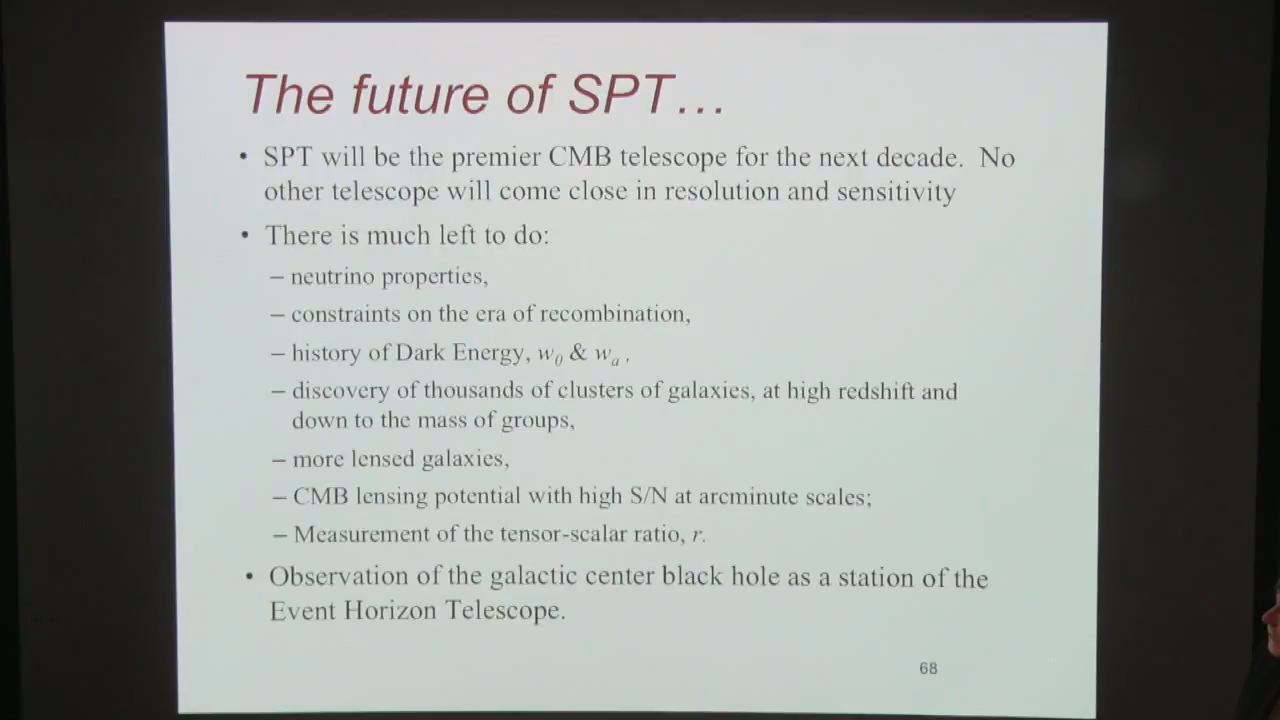 The future of SPT…
• SPT will be the premier CMB telescope for the next decade. No
other telescope will come close in resolution and sensitivity
• There is much left to do:
– neutrino properties,
– constraints on the era of recombination,
– history of Dark Energy, w0 & wa .
– discovery of thousands of clusters of galaxies, at high redshift and
down to the mass of groups,
– more lensed galaxies,
– CMB lensing potential with high S/N at arcminute scales;
– Measurement of the tensor-scalar ratio, r.
• Observation of the galactic center black hole as a station of the
Event Horizon Telescope.
68